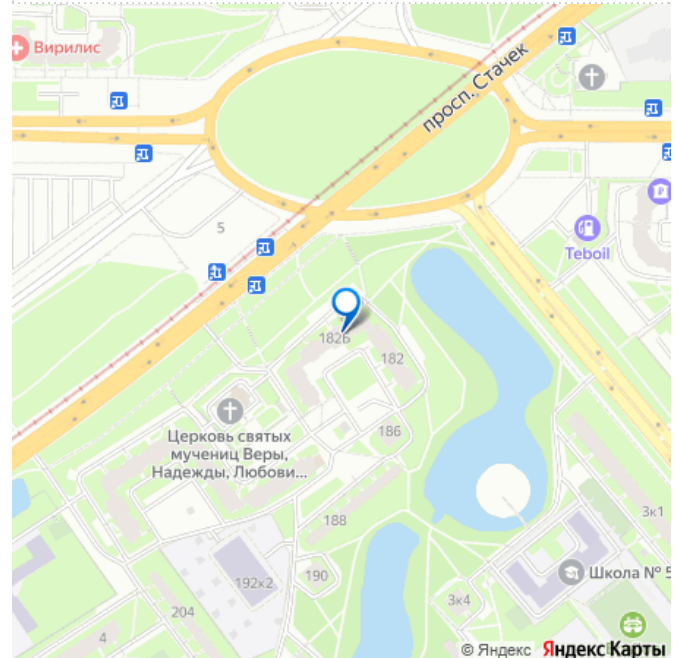 Вирилис
просп. Стачек
5
Teboil
182Б
182
Церковь святых
мучениц Веры,
Надежды, Любови...
186
188
3к1
Школа № 5
192к2
190
3к4
204
4
© Яндекс Яндекс Карты